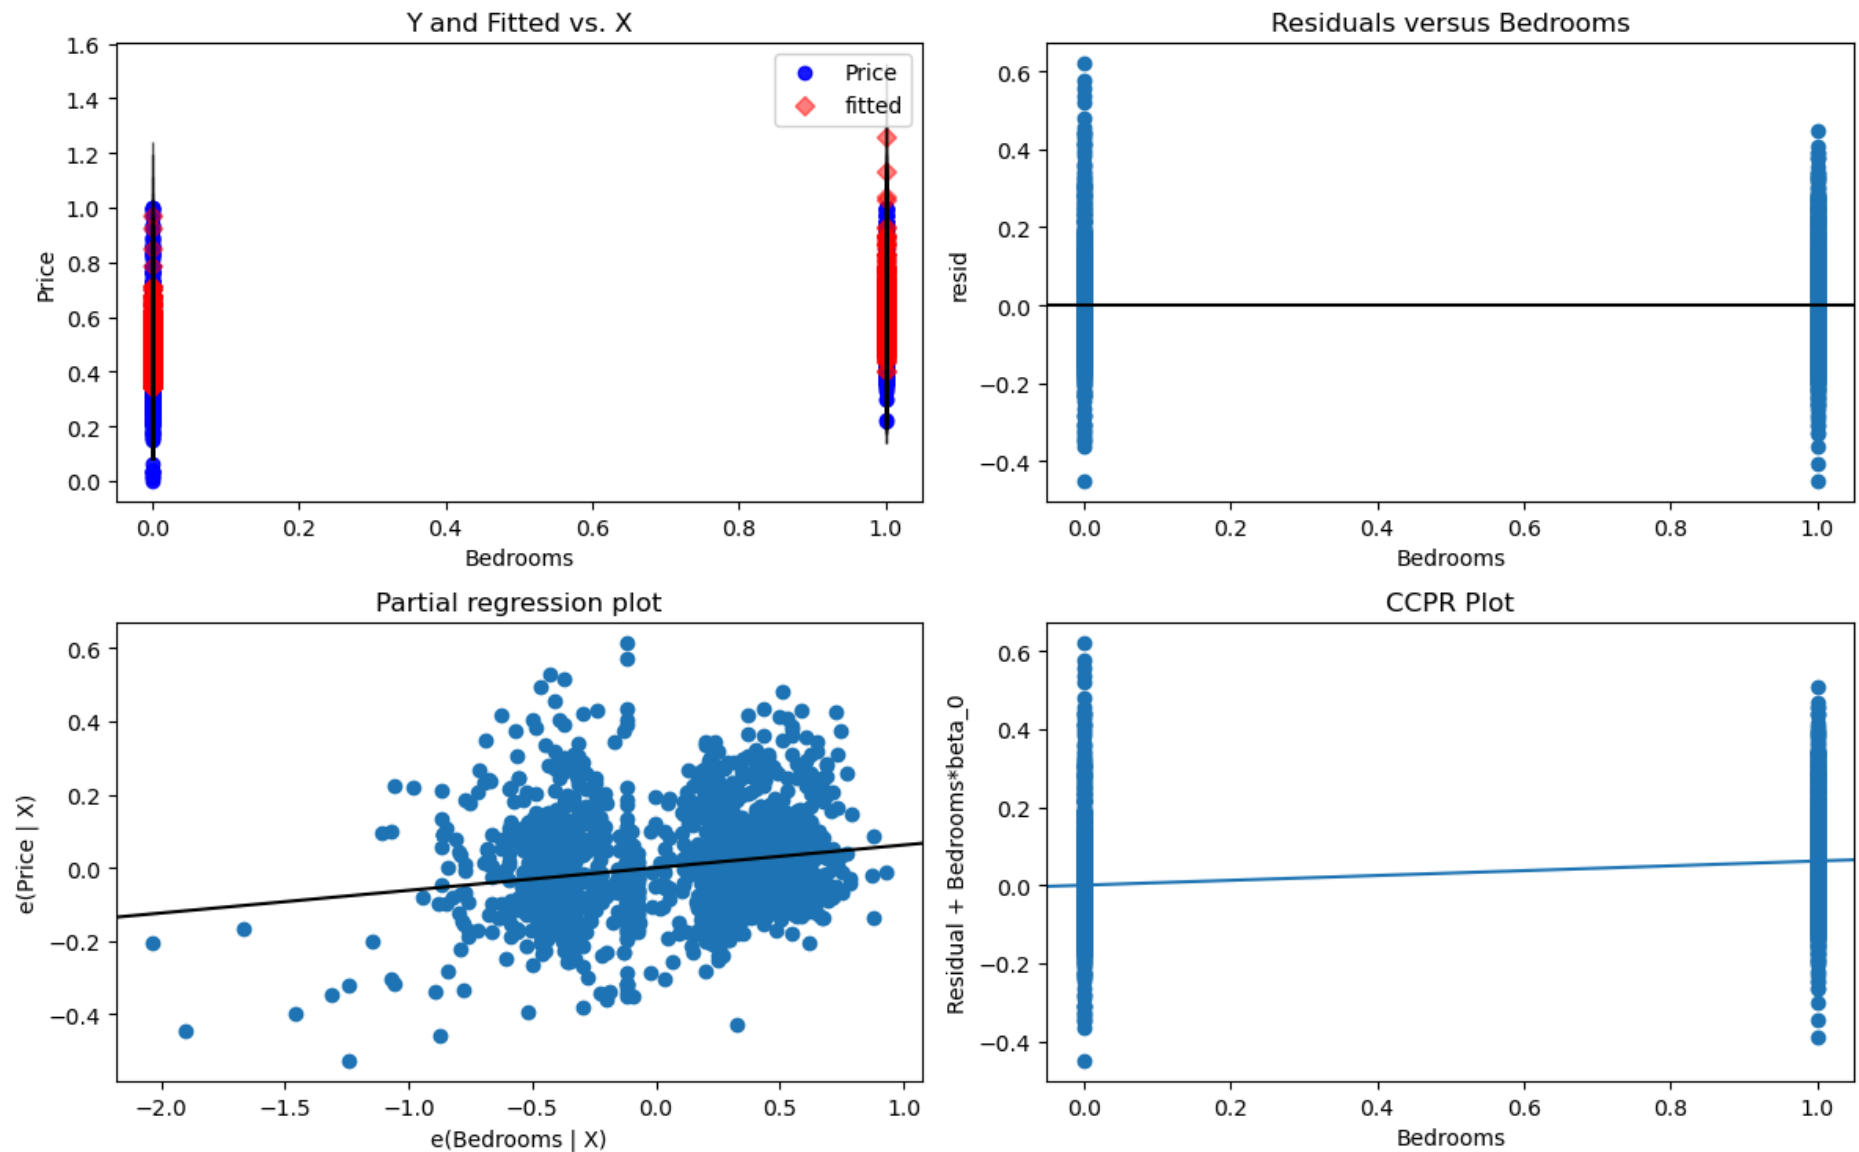 Y and Fitted vs. X
Price
fitted
1.6
1.4
1.2
1.0
0.8
0.6
0.4
0.2
0.0
Price
0.0 0.2 0.4 0.6 0.8 1.0
Bedrooms
Residuals versus Bedrooms
0.6
0.4
0.2
0.0
−0.2
−0.4
resid
0.0 0.2 0.4 0.6 0.8 1.0
Bedrooms
Partial regression plot
0.6
0.4
0.2
0.0
−0.2
−0.4
e(Price | X)
−2.0 −1.5 −1.0 −0.5 0.0 0.5 1.0
e(Bedrooms | X)
CCPR Plot
0.6
0.4
0.2
0.0
−0.2
−0.4
Residual + Bedrooms*beta_0
0.0 0.2 0.4 0.6 0.8 1.0
Bedrooms